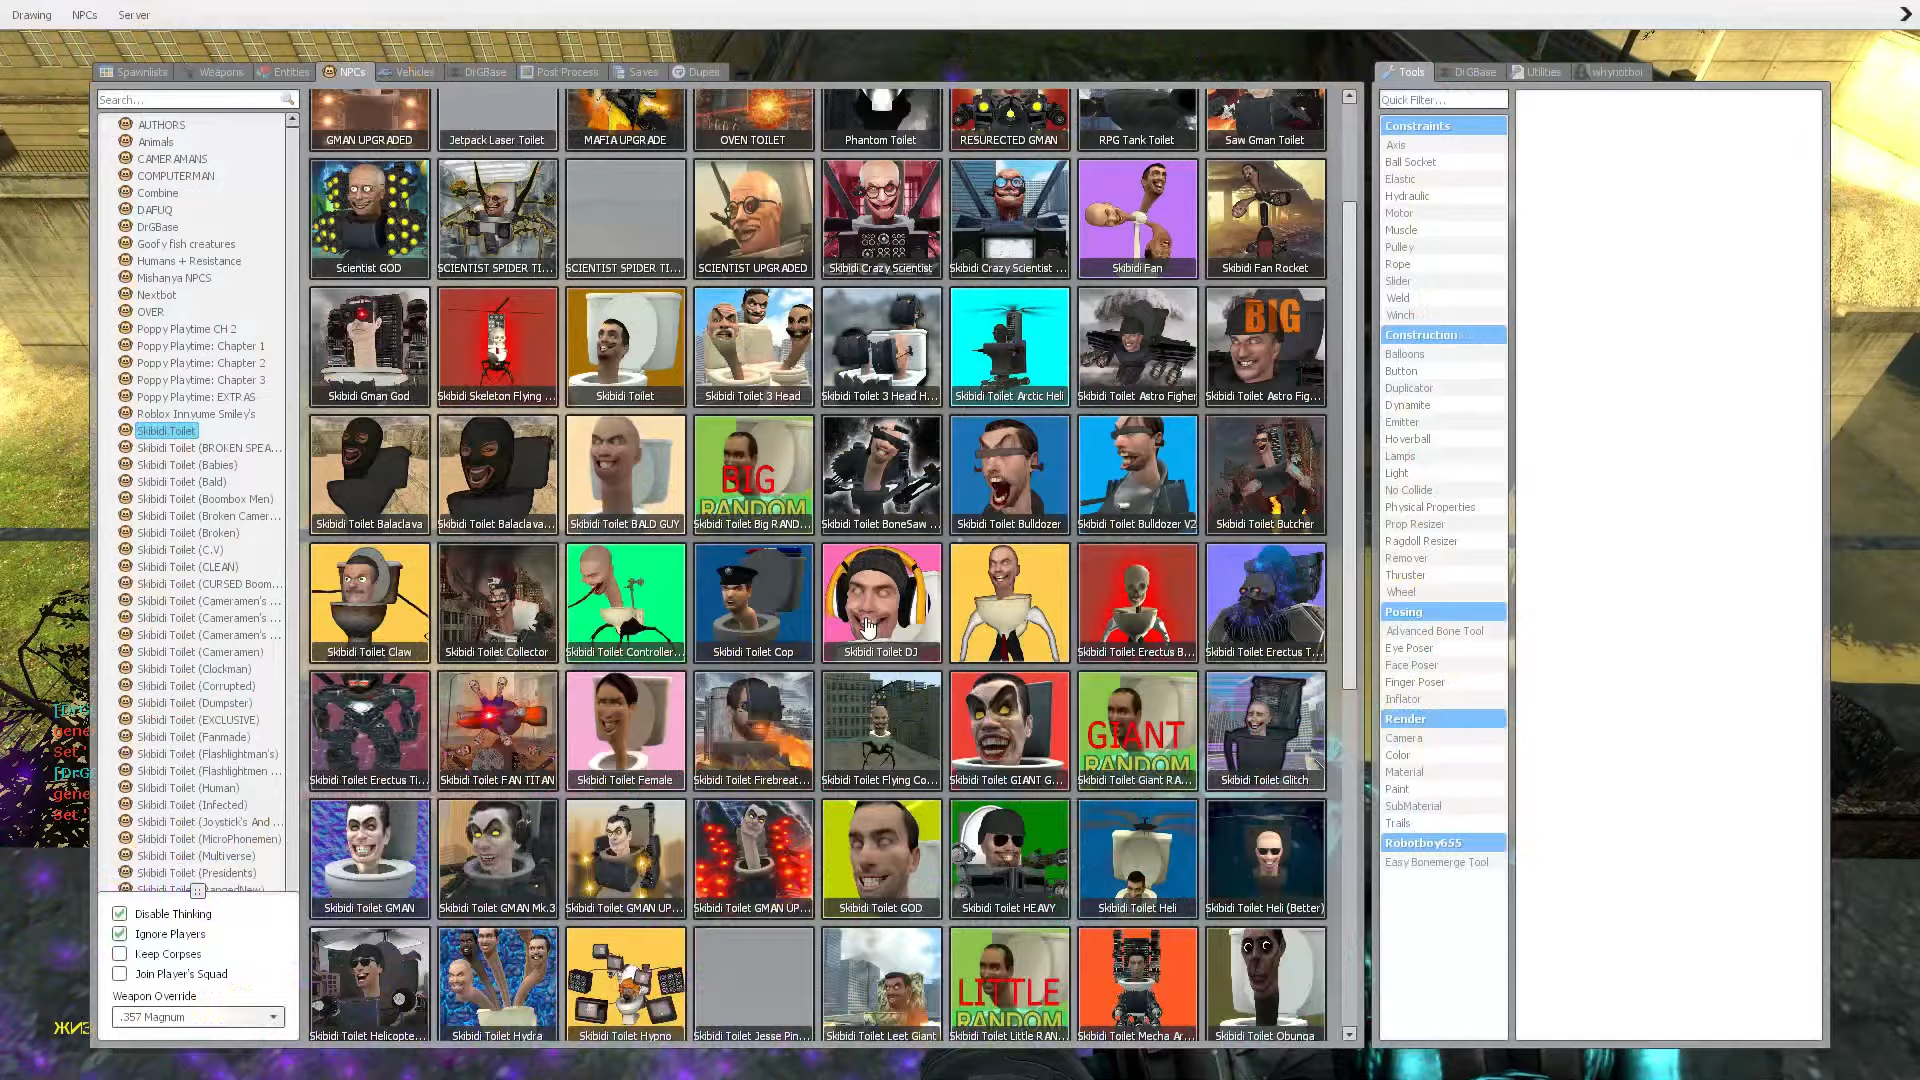 Drawing NPCs Server
Spawnlists Weapons Entities NPCs Vehicles DrGBase Post Process Saves Dupes
Tools DrGBase Utilities whynotboi
Search...
AUTHORS
Animals
CAMERAMANS
COMPUTERMAN
Combine
DAFUQ
DrGBase
Goofy fish creatures
Humans + Resistance
Mishanya NPCS
Nextbot
OVER
Poppy Playtime CH 2
Poppy Playtime: Chapter 1
Poppy Playtime: Chapter 2
Poppy Playtime: Chapter 3
Poppy Playtime: EXTRAS
Roblox Innyume Smiley's
Skibidi Toilet
Skibidi Toilet (BROKEN SPEA...
Skibidi Toilet (Babies)
Skibidi Toilet (Bald)
Skibidi Toilet (Boombox Men)
Skibidi Toilet (Broken Camer...
Skibidi Toilet (Broken)
Skibidi Toilet (C.V)
Skibidi Toilet (CLEAN)
Skibidi Toilet (CURSED Boom...
Skibidi Toilet (Cameramen's ...
Skibidi Toilet (Cameramen's ...
Skibidi Toilet (Cameramen's ...
Skibidi Toilet (Cameramen)
Skibidi Toilet (Clockman)
Skibidi Toilet (Corrupted)
Skibidi Toilet (Dumpster)
Skibidi Toilet (EXCLUSIVE)
Skibidi Toilet (Fanmade)
Skibidi Toilet (Flashlightman's)
Skibidi Toilet (Flashlightmen ...
Skibidi Toilet (Human)
Skibidi Toilet (Infected)
Skibidi Toilet (Joystick's And ...
Skibidi Toilet (MicroPhonemen)
Skibidi Toilet (Multiverse)
Skibidi Toilet (Presidents)
Disable Thinking
Ignore Players
Keep Corpses
Join Player's Squad
Weapon Override
.357 Magnum
GMAN UPGRADED Jetpack Laser Toilet MAFIA UPGRADE OVEN TOILET Phantom Toilet RESURECTED GMAN RPG Tank Toilet Saw Gman Toilet
Scientist GOD SCIENTIST SPIDER TI... SCIENTIST SPIDER TI... SCIENTIST UPGRADED Skibidi Crazy Scientist Skibidi Crazy Scientist ... Skibidi Fan Skibidi Fan Rocket
BIG
Skibidi Gman God Skibidi Skeleton Flying ... Skibidi Toilet Skibidi Toilet 3 Head Skibidi Toilet 3 Head H... Skibidi Toilet Arctic Heli Skibidi Toilet Astro Figher Skibidi Toilet Astro Fig...
BIG
RANDOM
Skibidi Toilet Balaclava Skibidi Toilet Balaclava... Skibidi Toilet BALD GUY Skibidi Toilet Big RAND... Skibidi Toilet BoneSaw ... Skibidi Toilet Bulldozer Skibidi Toilet Bulldozer V2 Skibidi Toilet Butcher
Skibidi Toilet Claw Skibidi Toilet Collector Skibidi Toilet Controller... Skibidi Toilet Cop Skibidi Toilet DJ Skibidi Toilet Erectus B... Skibidi Toilet Erectus T...
GIANT
RANDOM
Skibidi Toilet Erectus Ti... Skibidi Toilet FAN TITAN Skibidi Toilet Female Skibidi Toilet Firebreat... Skibidi Toilet Flying Co... Skibidi Toilet GIANT G... Skibidi Toilet Giant RA... Skibidi Toilet Glitch
Skibidi Toilet GMAN Skibidi Toilet GMAN Mk.3 Skibidi Toilet GMAN UP... Skibidi Toilet GMAN UP... Skibidi Toilet GOD Skibidi Toilet HEAVY Skibidi Toilet Heli Skibidi Toilet Heli (Better)
LITTLE
RANDOM
Skibidi Toilet Helicopte... Skibidi Toilet Hydra Skibidi Toilet Hypno Skibidi Toilet Jesse Pin... Skibidi Toilet Leet Giant Skibidi Toilet Little RAN... Skibidi Toilet Mecha Ar... Skibidi Toilet Obunga
Quick Filter...
Constraints
Axis
Ball Socket
Elastic
Hydraulic
Motor
Muscle
Pulley
Rope
Slider
Weld
Winch
Construction
Balloons
Button
Duplicator
Dynamite
Emitter
Hoverball
Lamps
Light
No Collide
Physical Properties
Prop Resizer
Ragdoll Resizer
Remover
Thruster
Wheel
Posing
Advanced Bone Tool
Eye Poser
Face Poser
Finger Poser
Inflator
Render
Camera
Color
Material
Paint
SubMaterial
Trails
Robotboy655
Easy Bonemerge Tool